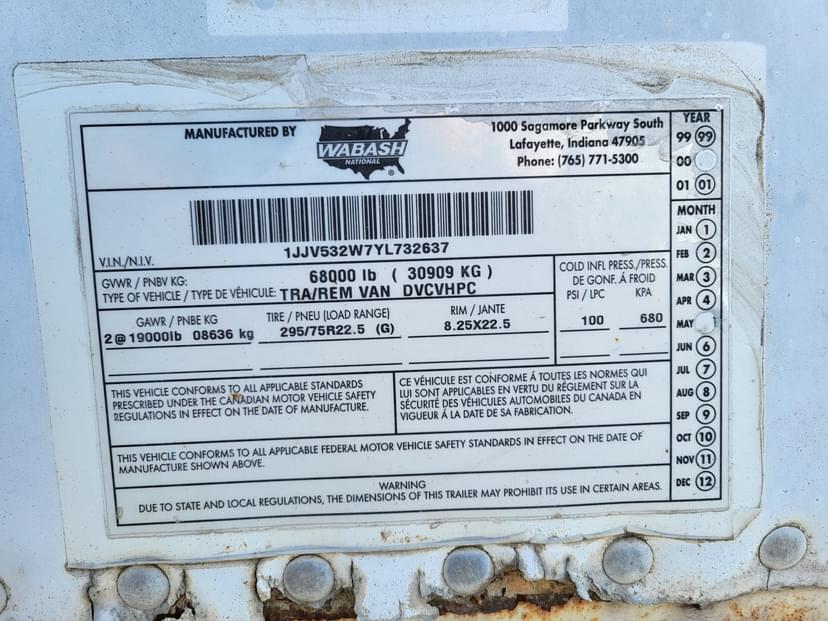 MANUFACTURED BY
WABASH
NATIONAL
1000 Sagamore Parkway South
Lafayette, Indiana 47905
Phone: (765) 771-5300
1JJV532W7YL732637
V.I.N./N.I.V.
GVWR / PNBV KG: 68000 lb ( 30909 KG )
TYPE OF VEHICLE / TYPE DE VÉHICULE: TRA/REM VAN DVCVHPC
COLD INFL PRESS./PRESS.
DE GONF. Á FROID
PSI / LPC KPA
100 680
GAWR / PNBE KG TIRE / PNEU (LOAD RANGE) RIM / JANTE
2@19000lb 08636 kg 295/75R22.5 (G) 8.25X22.5
THIS VEHICLE CONFORMS TO ALL APPLICABLE STANDARDS
PRESCRIBED UNDER THE CANADIAN MOTOR VEHICLE SAFETY
REGULATIONS IN EFFECT ON THE DATE OF MANUFACTURE.
CE VÉHICULE EST CONFORME Á TOUTES LES NORMES QUI
LUI SONT APPLICABLES EN VERTU DU RÉGLEMENT SUR LA
SÉCURITÉ DES VÉHICULES AUTOMOBILES DU CANADA EN
VIGUEUR Á LA DATE DE SA FABRICATION.
THIS VEHICLE CONFORMS TO ALL APPLICABLE FEDERAL MOTOR VEHICLE SAFETY STANDARDS IN EFFECT ON THE DATE OF
MANUFACTURE SHOWN ABOVE.
WARNING
DUE TO STATE AND LOCAL REGULATIONS, THE DIMENSIONS OF THIS TRAILER MAY PROHIBIT ITS USE IN CERTAIN AREAS.
YEAR
99 99
00
01 01
MONTH
JAN 1
FEB 2
MAR 3
APR 4
MAY
JUN 6
JUL 7
AUG 8
SEP 9
OCT 10
NOV 11
DEC 12